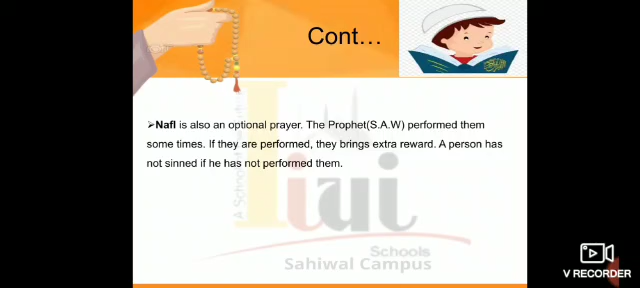 Cont...
➢Nafl is also an optional prayer. The Prophet(S.A.W) performed them
some times. If they are performed, they brings extra reward. A person has
not sinned if he has not performed them.
Iiui
Schools
Sahiwal Campus
V RECORDER